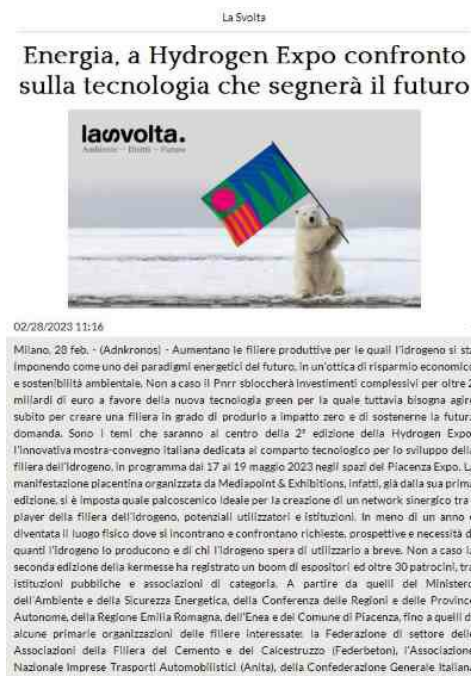 La Svolta
Energia, a Hydrogen Expo confronto
sulla tecnologia che segnerà il futuro
lasvolta.
Ambiente - Diritti - Futuro
02/28/2023 11:16
Milano, 28 feb. - (Adnkronos) - Aumentano le filiere produttive per le quali l'idrogeno si sta
imponendo come uno dei paradigmi energetici del futuro, in un'ottica di risparmio economico
e sostenibilità ambientale. Non a caso il Pnrr sbloccherà investimenti complessivi per oltre 2
miliardi di euro a favore della nuova tecnologia green per la quale tuttavia bisogna agire
subito per creare una filiera in grado di produrlo a impatto zero e di sostenerne la futura
domanda. Sono i temi che saranno al centro della 2ª edizione della Hydrogen Expo,
l'innovativa mostra-convegno italiana dedicata al comparto tecnologico per lo sviluppo della
filiera dell'idrogeno, in programma dal 17 al 19 maggio 2023 negli spazi del Piacenza Expo. La
manifestazione piacentina organizzata da Mediapoint & Exhibitions, infatti, già dalla sua prima
edizione, si è imposta quale palcoscenico ideale per la creazione di un network sinergico tra i
player della filiera dell'idrogeno, potenziali utilizzatori e istituzioni. In meno di un anno è
diventata il luogo fisico dove si incontrano e confrontano richieste, prospettive e necessità di
quanti l'idrogeno lo producono e di chi l'idrogeno spera di utilizzarlo a breve. Non a caso la
seconda edizione della kermesse ha registrato un boom di espositori ed oltre 30 patrocini, tra
istituzioni pubbliche e associazioni di categoria. A partire da quelli del Ministero
dell'Ambiente e della Sicurezza Energetica, della Conferenza delle Regioni e delle Province
Autonome, della Regione Emilia Romagna, dell'Enea e del Comune di Piacenza, fino a quelli di
alcune primarie organizzazioni delle filiere interessate: la Federazione di settore delle
Associazioni della Filiera del Cemento e del Calcestruzzo (Federbeton), l'Associazione
Nazionale Imprese Trasporti Automobilistici (Anita), della Confederazione Generale Italiana